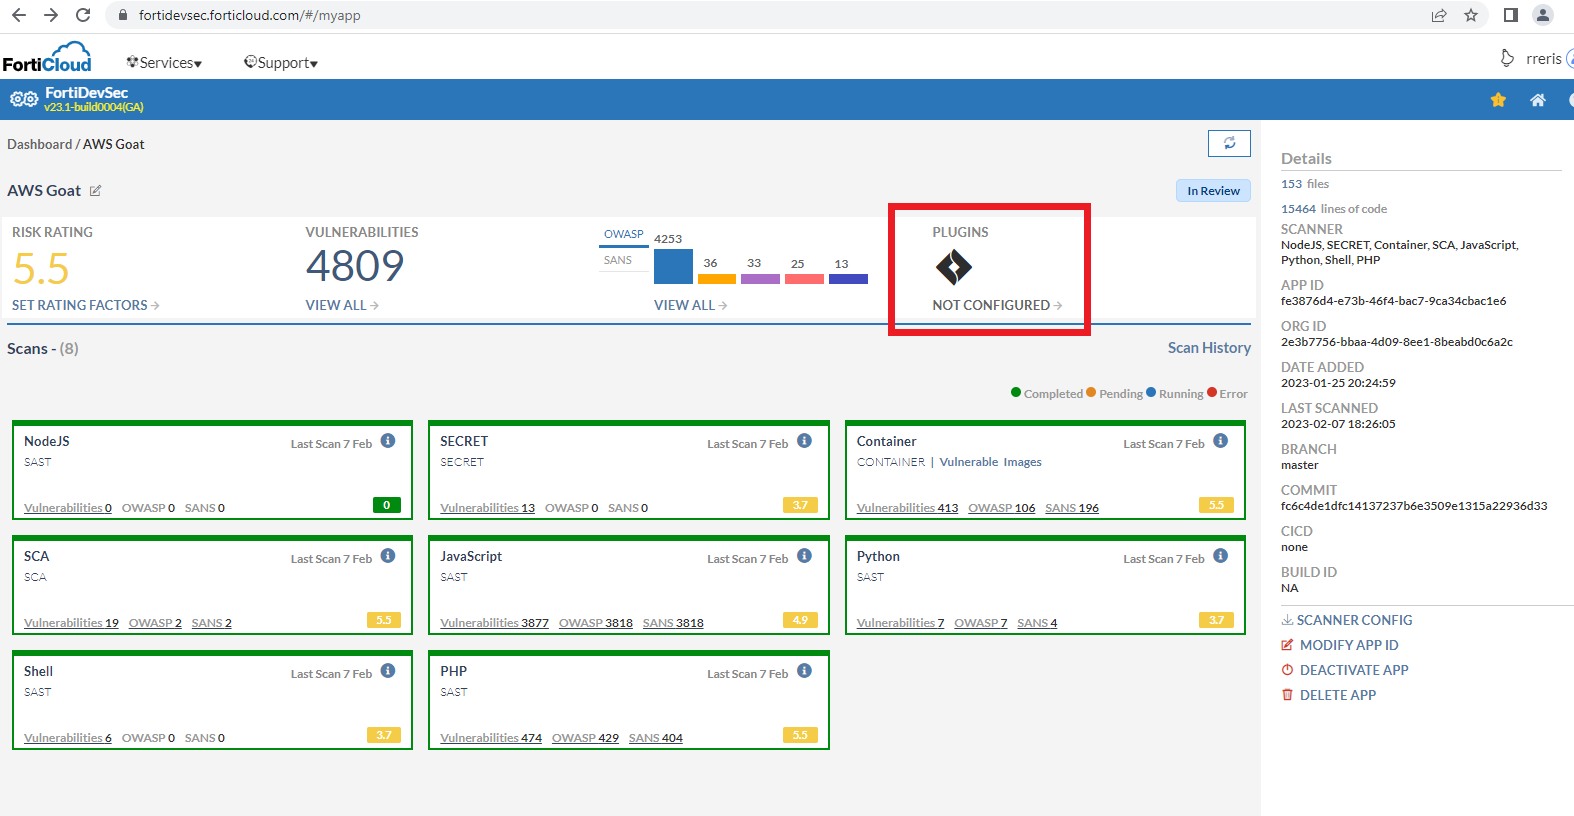 fortidevsec.forticloud.com/#/myapp
FortiCloud
Services▾
Support▾
rreris
FortiDevSec
v23.1-build0004(GA)
Dashboard / AWS Goat
AWS Goat
In Review
RISK RATING
5.5
SET RATING FACTORS
VULNERABILITIES
4809
VIEW ALL
OWASP
SANS
4253
36
33
25
13
VIEW ALL
PLUGINS
NOT CONFIGURED
Scans - (8)
Scan History
Completed Pending Running Error
NodeJS
Last Scan 7 Feb
SAST
Vulnerabilities 0 OWASP 0 SANS 0
0
SECRET
Last Scan 7 Feb
SECRET
Vulnerabilities 13 OWASP 0 SANS 0
3.7
Container
Last Scan 7 Feb
CONTAINER | Vulnerable Images
Vulnerabilities 413 OWASP 106 SANS 196
5.5
SCA
Last Scan 7 Feb
SCA
Vulnerabilities 19 OWASP 2 SANS 2
5.5
JavaScript
Last Scan 7 Feb
SAST
Vulnerabilities 3877 OWASP 3818 SANS 3818
4.9
Python
Last Scan 7 Feb
SAST
Vulnerabilities 7 OWASP 7 SANS 4
3.7
Shell
Last Scan 7 Feb
SAST
Vulnerabilities 6 OWASP 0 SANS 0
3.7
PHP
Last Scan 7 Feb
SAST
Vulnerabilities 474 OWASP 429 SANS 404
5.5
Details
153 files
15464 lines of code
SCANNER
NodeJS, SECRET, Container, SCA, JavaScript,
Python, Shell, PHP
APP ID
fe3876d4-e73b-46f4-bac7-9ca34cbac1e6
ORG ID
2e3b7756-bbaa-4d09-8ee1-8beabd0c6a2c
DATE ADDED
2023-01-25 20:24:59
LAST SCANNED
2023-02-07 18:26:05
BRANCH
master
COMMIT
fc6c4de1dfc14137237b6e3509e1315a22936d33
CICD
none
BUILD ID
NA
SCANNER CONFIG
MODIFY APP ID
DEACTIVATE APP
DELETE APP